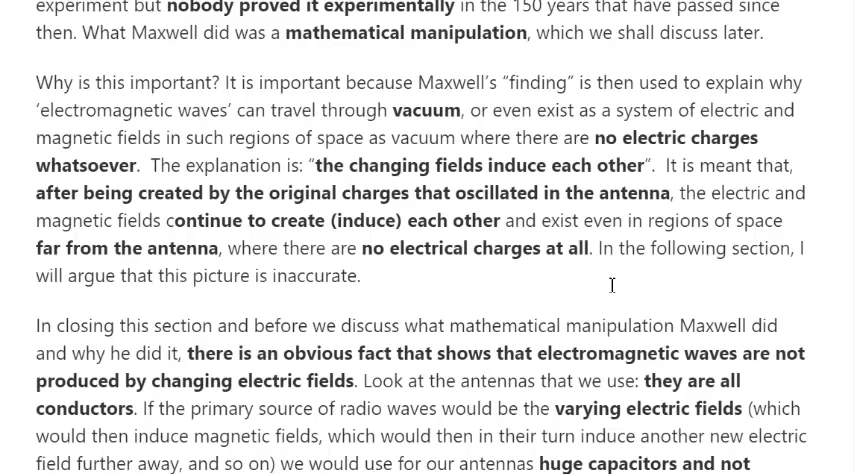 experiment but nobody proved it experimentally in the 150 years that have passed since
then. What Maxwell did was a mathematical manipulation, which we shall discuss later.
Why is this important? It is important because Maxwell's “finding” is then used to explain why
‘electromagnetic waves’ can travel through vacuum, or even exist as a system of electric and
magnetic fields in such regions of space as vacuum where there are no electric charges
whatsoever. The explanation is: “the changing fields induce each other“. It is meant that,
after being created by the original charges that oscillated in the antenna, the electric and
magnetic fields continue to create (induce) each other and exist even in regions of space
far from the antenna, where there are no electrical charges at all. In the following section, I
will argue that this picture is inaccurate.
In closing this section and before we discuss what mathematical manipulation Maxwell did
and why he did it, there is an obvious fact that shows that electromagnetic waves are not
produced by changing electric fields. Look at the antennas that we use: they are all
conductors. If the primary source of radio waves would be the varying electric fields (which
would then induce magnetic fields, which would then in their turn induce another new electric
field further away, and so on) we would use for our antennas huge capacitors and not